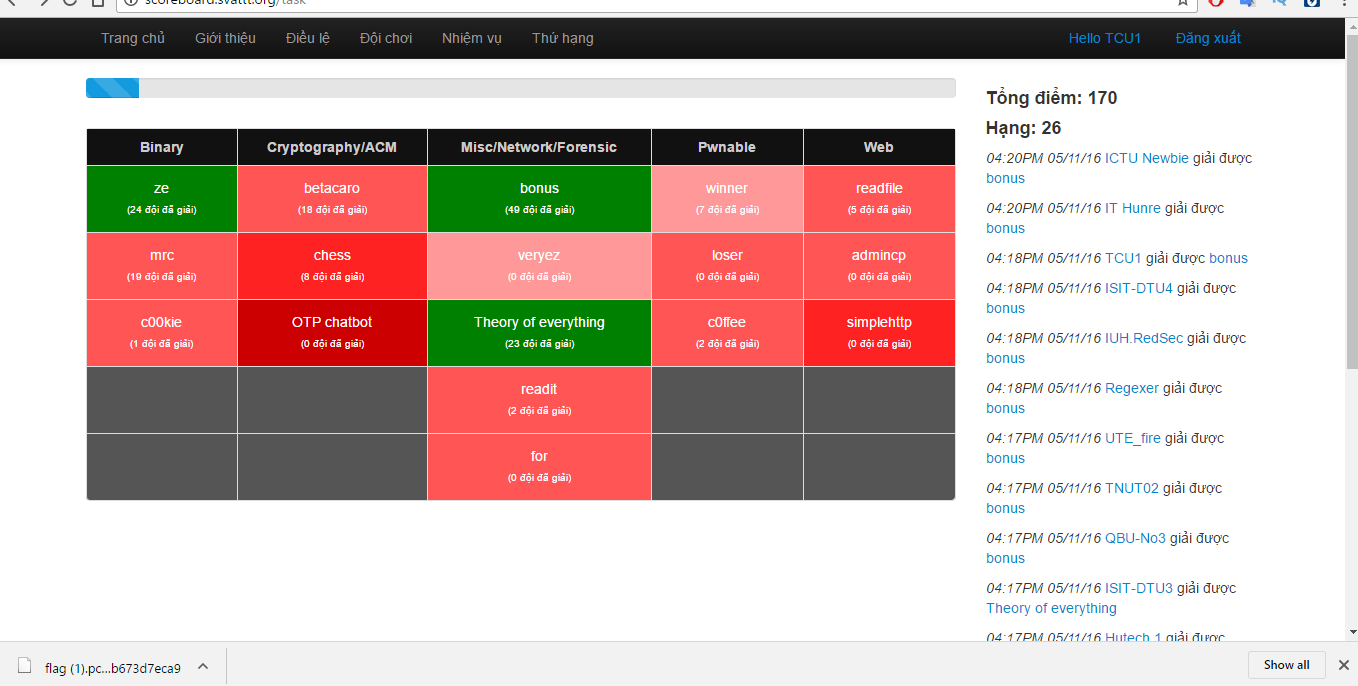 scoreboard.svattt.org/task
Trang chủ Giới thiệu Điều lệ Đội chơi Nhiệm vụ Thứ hạng Hello TCU1 Đăng xuất
Binary Cryptography/ACM Misc/Network/Forensic Pwnable Web
ze betacaro bonus winner readfile
(24 đội đã giải) (18 đội đã giải) (49 đội đã giải) (7 đội đã giải) (5 đội đã giải)
mrc chess veryez loser admincp
(19 đội đã giải) (8 đội đã giải) (0 đội đã giải) (0 đội đã giải) (0 đội đã giải)
c00kie OTP chatbot Theory of everything c0ffee simplehttp
(1 đội đã giải) (0 đội đã giải) (23 đội đã giải) (2 đội đã giải) (0 đội đã giải)
readit
(2 đội đã giải)
for
(0 đội đã giải)
Tổng điểm: 170
Hạng: 26
04:20PM 05/11/16 ICTU Newbie giải được
bonus
04:20PM 05/11/16 IT Hunre giải được
bonus
04:18PM 05/11/16 TCU1 giải được bonus
04:18PM 05/11/16 ISIT-DTU4 giải được
bonus
04:18PM 05/11/16 IUH.RedSec giải được
bonus
04:18PM 05/11/16 Regexer giải được
bonus
04:17PM 05/11/16 UTE_fire giải được
bonus
04:17PM 05/11/16 TNUT02 giải được
bonus
04:17PM 05/11/16 QBU-No3 giải được
bonus
04:17PM 05/11/16 ISIT-DTU3 giải được
Theory of everything
04:17PM 05/11/16 Hutech 1 giải được
flag (1).pc...b673d7eca9 Show all